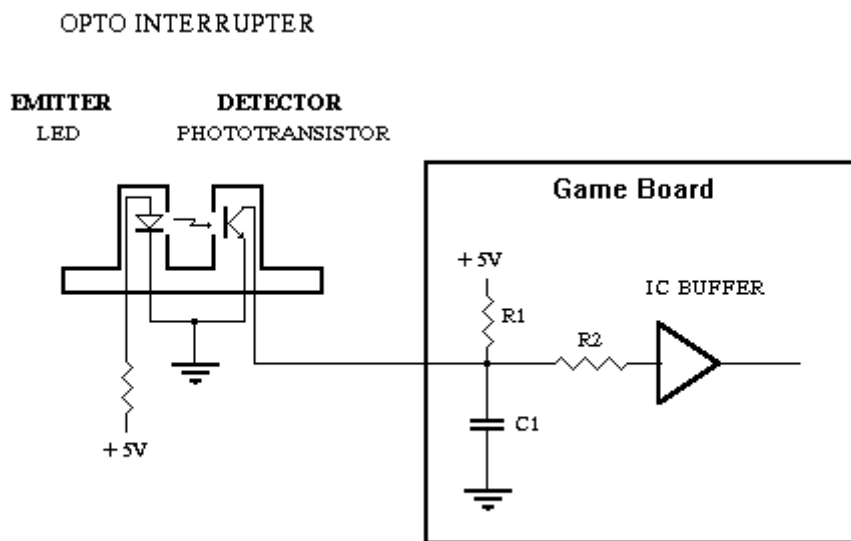 OPTO INTERRUPTER
EMITTER
LED
DETECTOR
PHOTOTRANSISTOR
Game Board
+5V
R1
IC BUFFER
R2
C1
+5V